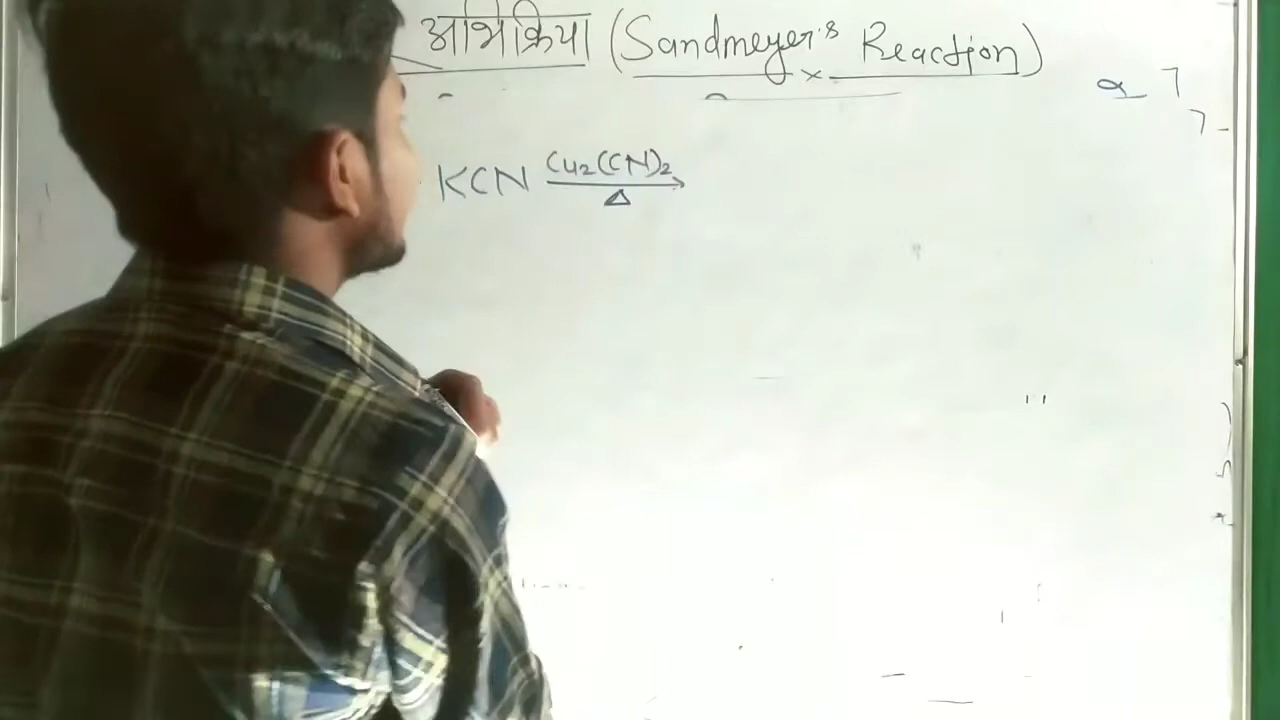 अभिक्रिया (Sandmeyer's Reaction)
KCN Cu₂(CN)₂ →
Δ